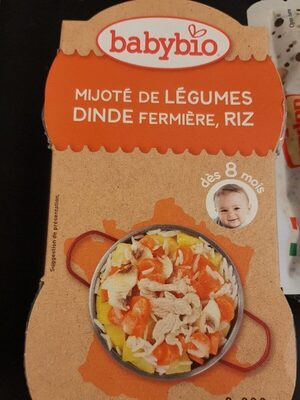 babybio
MIJOTÉ DE LÉGUMES
DINDE FERMIÈRE, RIZ
dès 8 mois
Suggestion de présentation.